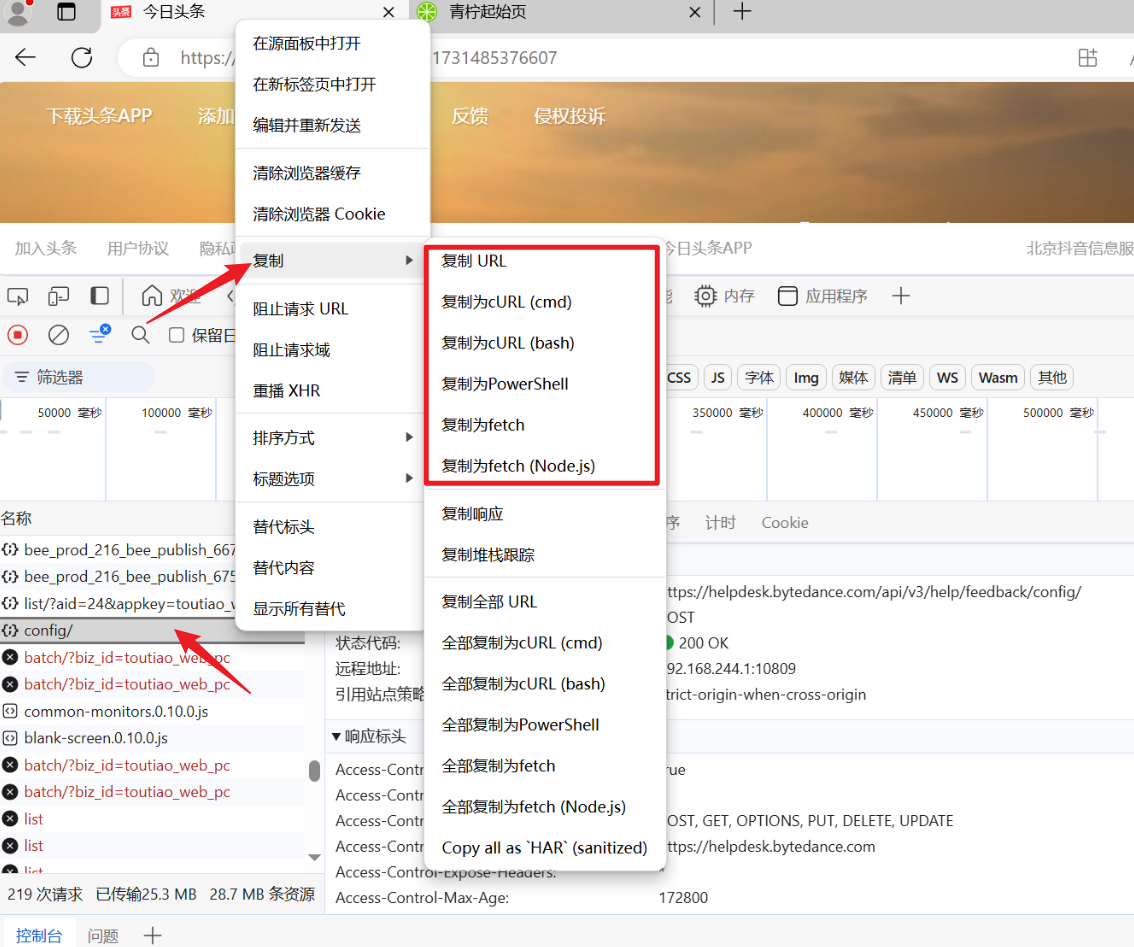 头条 今日头条
青柠起始页
https:/
1731485376607
下载头条APP
添加
反馈
侵权投诉
加入头条
用户协议
隐私
今日头条APP
北京抖音信息服
在源面板中打开
在新标签页中打开
编辑并重新发送
清除浏览器缓存
清除浏览器 Cookie
复制
阻止请求 URL
阻止请求域
重播 XHR
排序方式
标题选项
替代标头
替代内容
显示所有替代
复制 URL
复制为cURL (cmd)
复制为cURL (bash)
复制为PowerShell
复制为fetch
复制为fetch (Node.js)
复制响应
复制堆栈跟踪
复制全部 URL
全部复制为cURL (cmd)
全部复制为cURL (bash)
全部复制为PowerShell
全部复制为fetch
全部复制为fetch (Node.js)
Copy all as `HAR` (sanitized)
欢迎
内存
应用程序
保留日
筛选器
CSS JS 字体 Img 媒体 清单 WS Wasm 其他
50000 毫秒 100000 毫秒 350000 毫秒 400000 毫秒 450000 毫秒 500000 毫秒
名称
序 计时 Cookie
bee_prod_216_bee_publish_667
bee_prod_216_bee_publish_675
list/?aid=24&appkey=toutiao_w
config/
batch/?biz_id=toutiao_web_pc
batch/?biz_id=toutiao_web_pc
common-monitors.0.10.0.js
blank-screen.0.10.0.js
batch/?biz_id=toutiao_web_pc
batch/?biz_id=toutiao_web_pc
list
list
list
ttps://helpdesk.bytedance.com/api/v3/help/feedback/config/
OST
状态代码: 200 OK
远程地址: 92.168.244.1:10809
引用站点策略 trict-origin-when-cross-origin
响应标头
Access-Contr rue
Access-Contr
Access-Contr OST, GET, OPTIONS, PUT, DELETE, UPDATE
Access-Contr ttps://helpdesk.bytedance.com
Access-Control-Expose-Headers: *
Access-Control-Max-Age: 172800
219 次请求 已传输25.3 MB 28.7 MB 条资源
控制台 问题